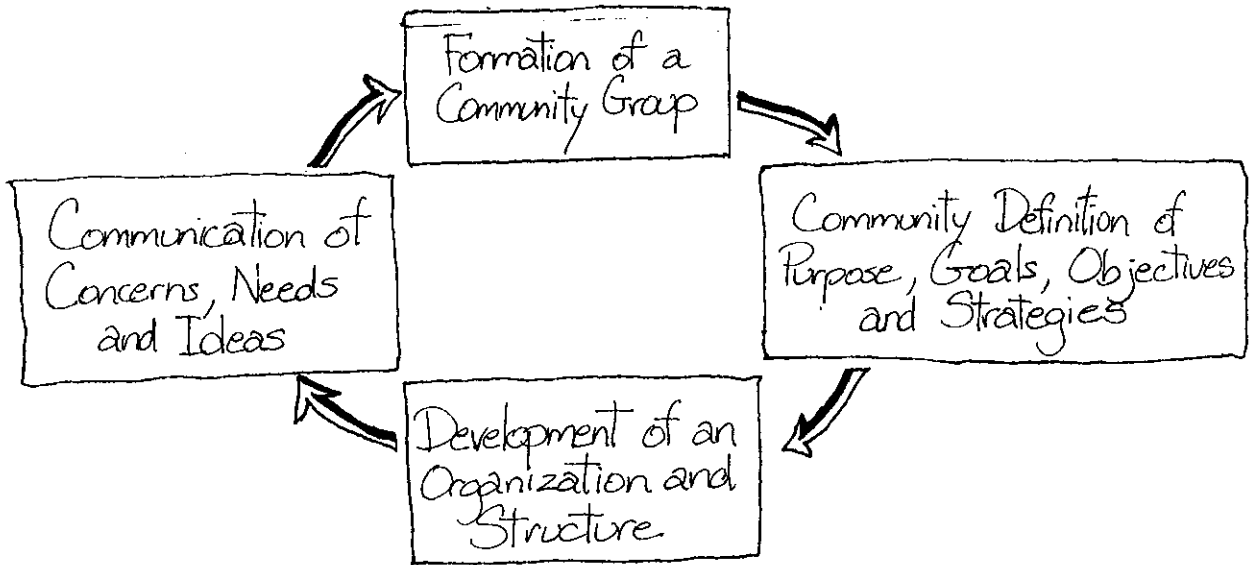 Formation of a
Community Group
Communication of
Concerns, Needs
and Ideas
Community Definition of
Purpose, Goals, Objectives
and Strategies
Development of an
Organization and
Structure